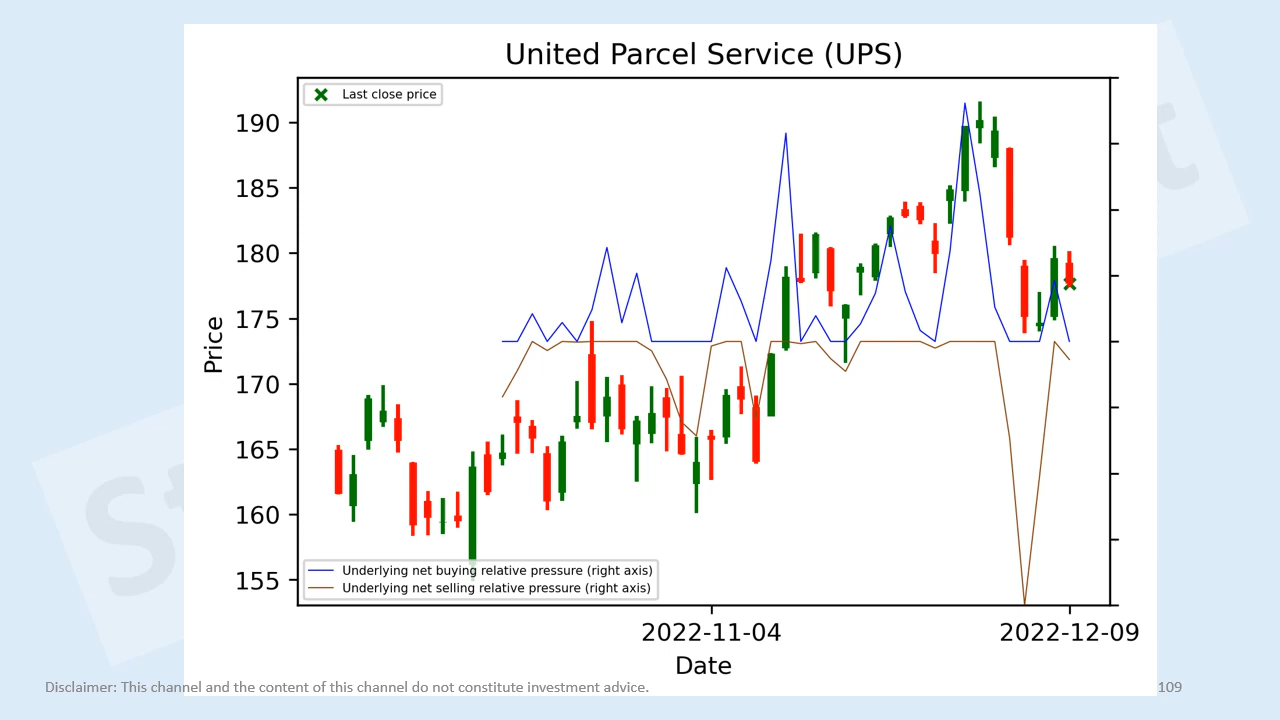 United Parcel Service (UPS)
Last close price
190
185
180
175
170
165
160
155
Price
Underlying net buying relative pressure (right axis)
Underlying net selling relative pressure (right axis)
2022-11-04
2022-12-09
Date
Disclaimer: This channel and the content of this channel do not constitute investment advice.
109